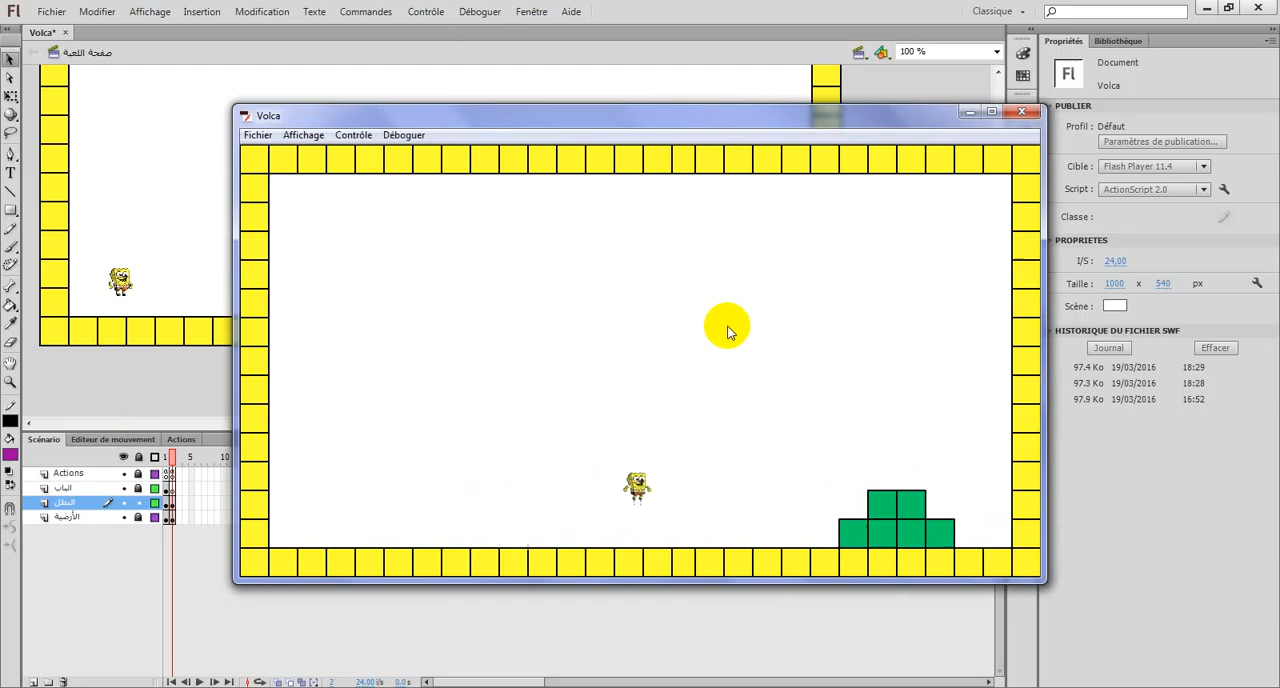 Fl Fichier Modifier Affichage Insertion Modification Texte Commandes Contrôle Déboguer Fenêtre Aide Classique
Volca* ×
صفحة اللعبة 100 %
Volca
Fichier Affichage Contrôle Déboguer
Propriétés Bibliothèque
Fl Document
Volca
PUBLIER
Profil : Défaut
Paramètres de publication...
Cible : Flash Player 11.4
Script : ActionScript 2.0
Classe :
PROPRIETES
I/S : 24,00
Taille : 1000 x 540 px
Scène :
HISTORIQUE DU FICHIER SWF
Journal Effacer
97.4 Ko 19/03/2016 18:29
97.3 Ko 19/03/2016 18:28
97.9 Ko 19/03/2016 16:52
Scénario Editeur de mouvement Actions
1 5 10
Actions
الباب
البطل
الأرضية
2 24,00 i/s 0,0 s